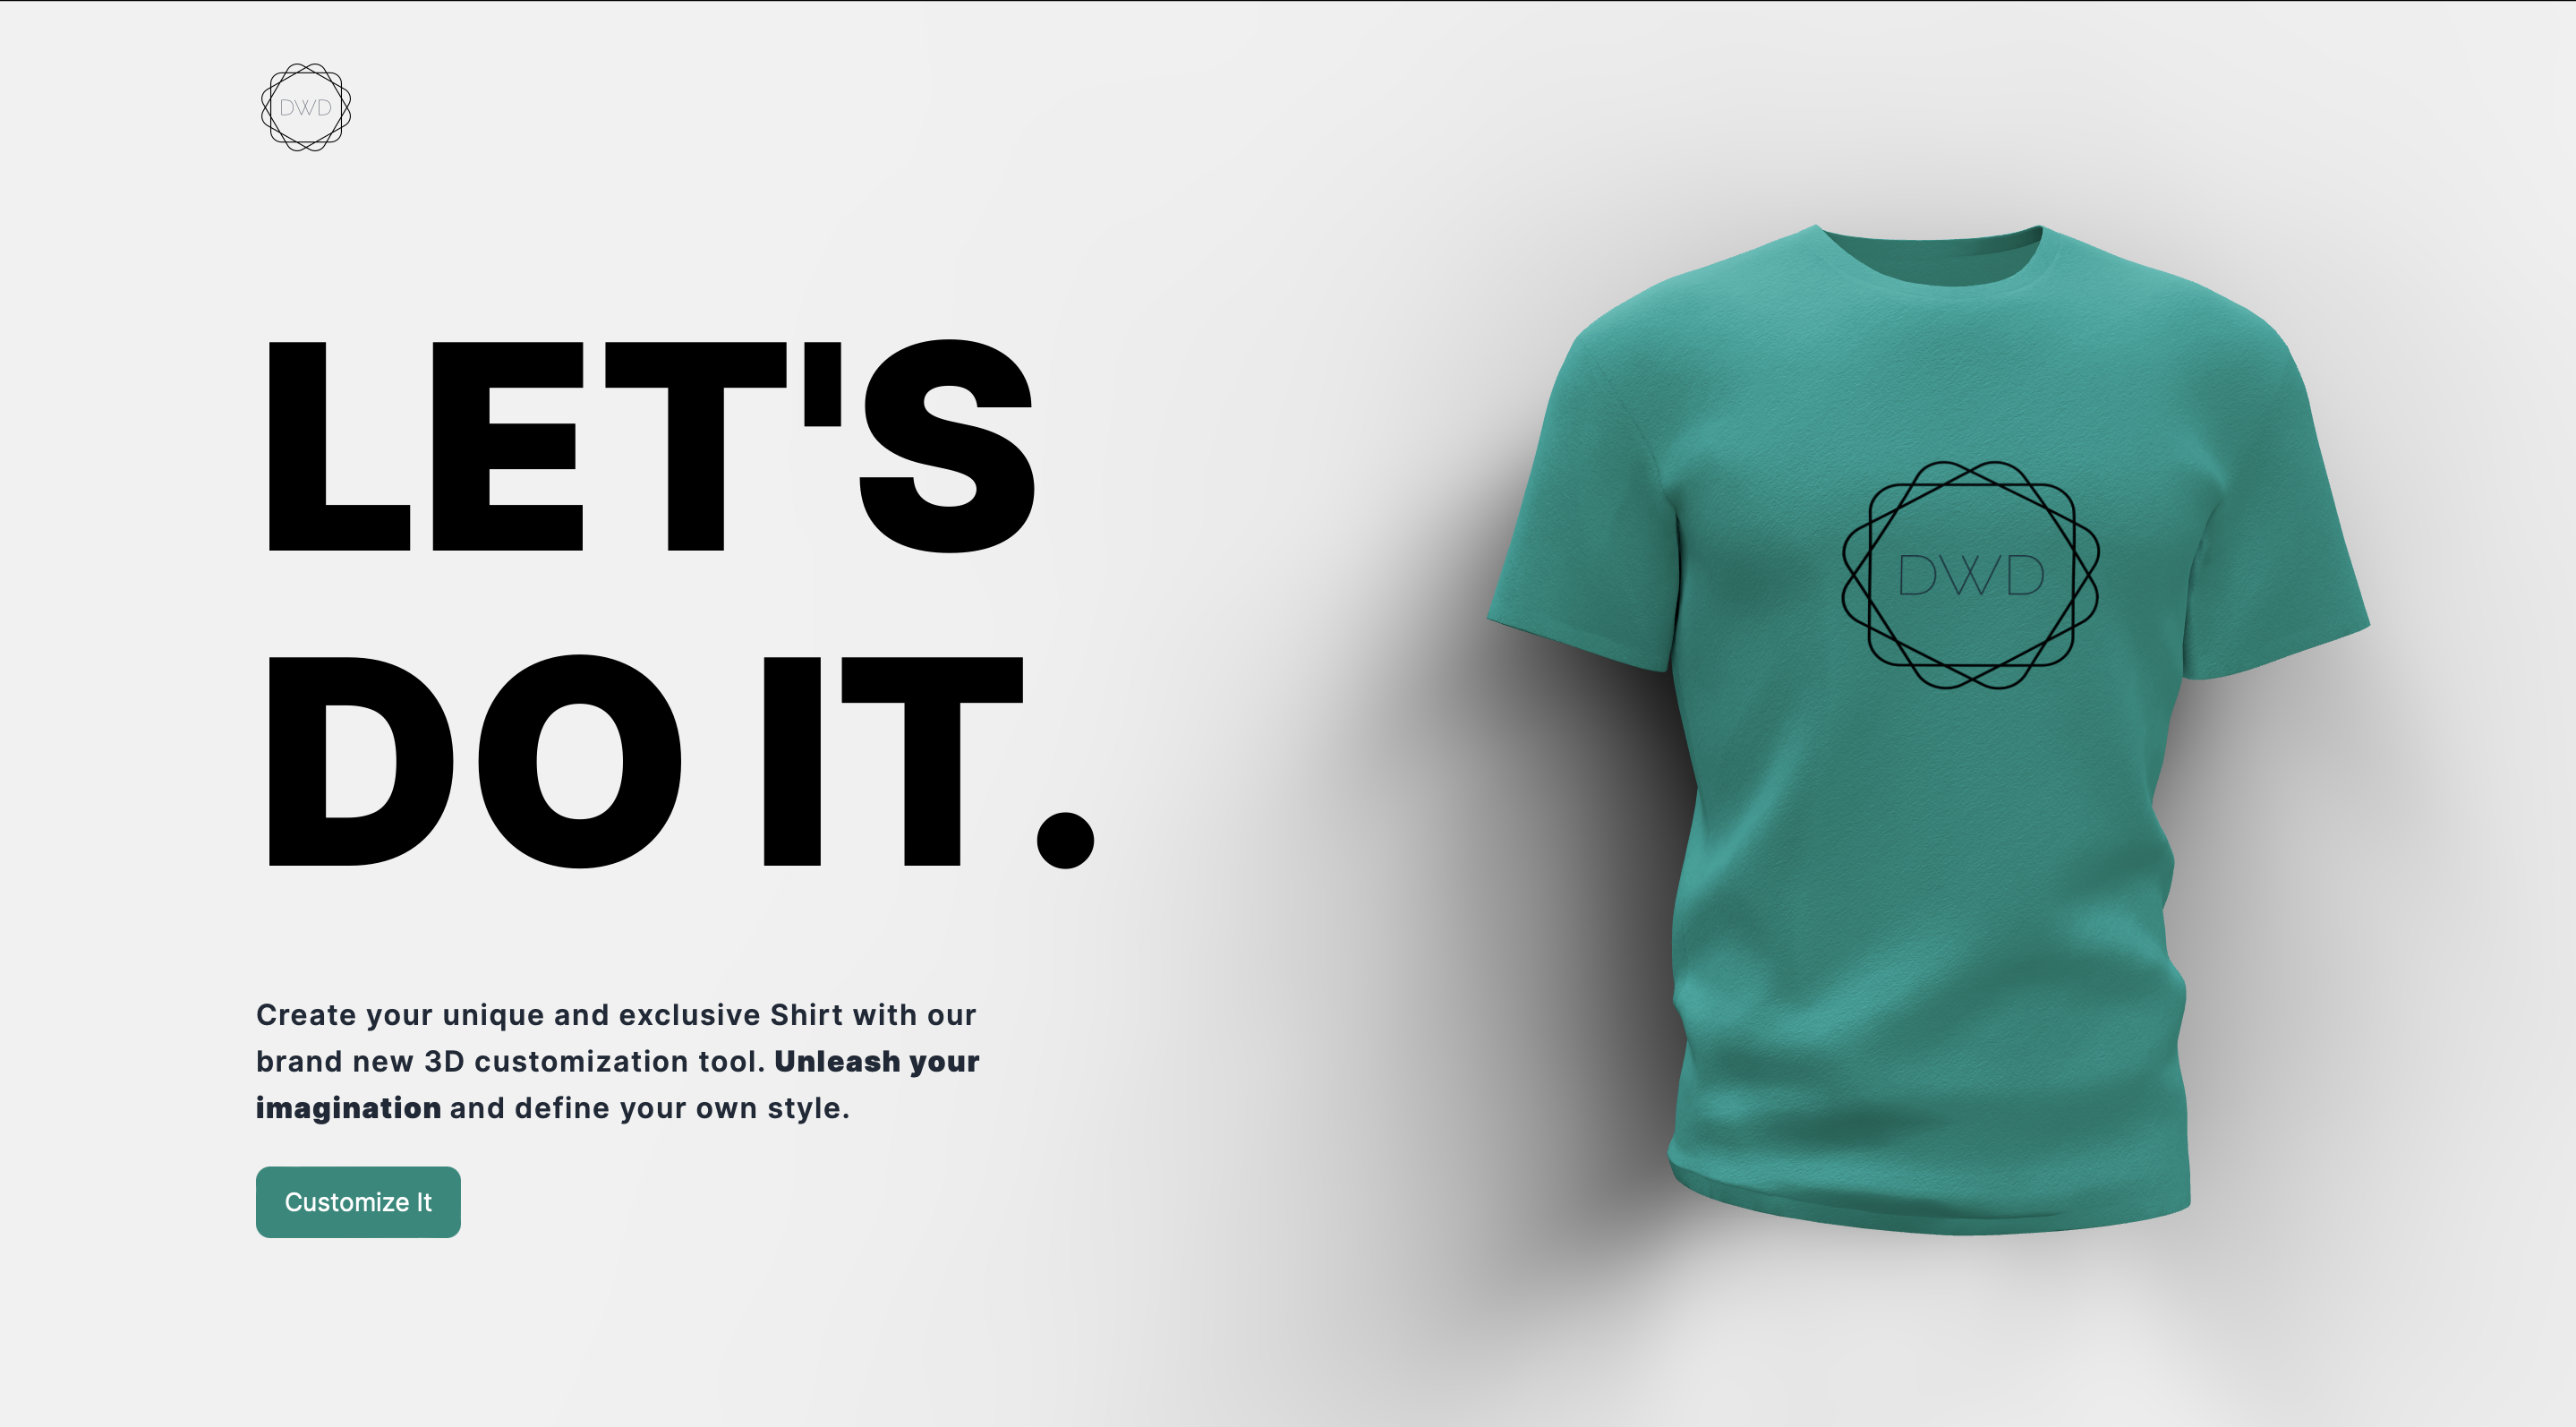 DWD
LET'S
DO IT.
DWD
Create your unique and exclusive Shirt with our
brand new 3D customization tool. Unleash your
imagination and define your own style.
Customize It